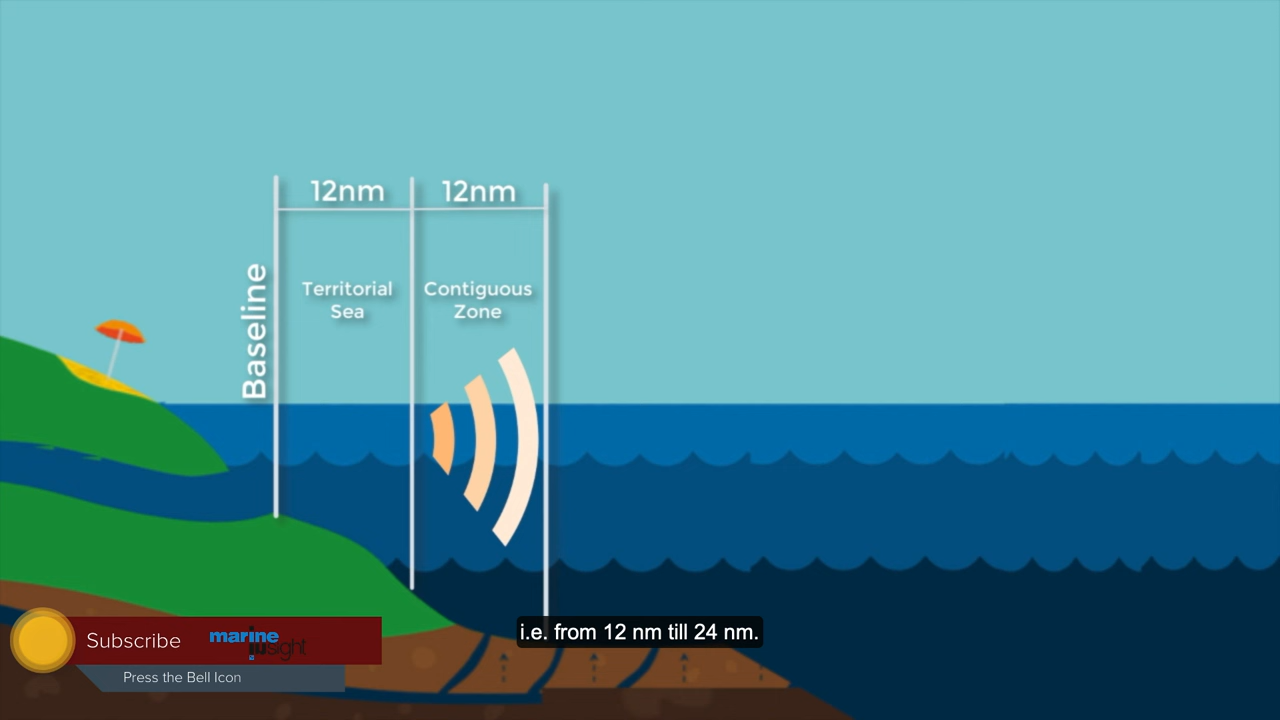 12nm 12nm
Baseline
Territorial
Sea
Contiguous
Zone
i.e. from 12 nm till 24 nm.
Subscribe
marine
insight
Press the Bell Icon